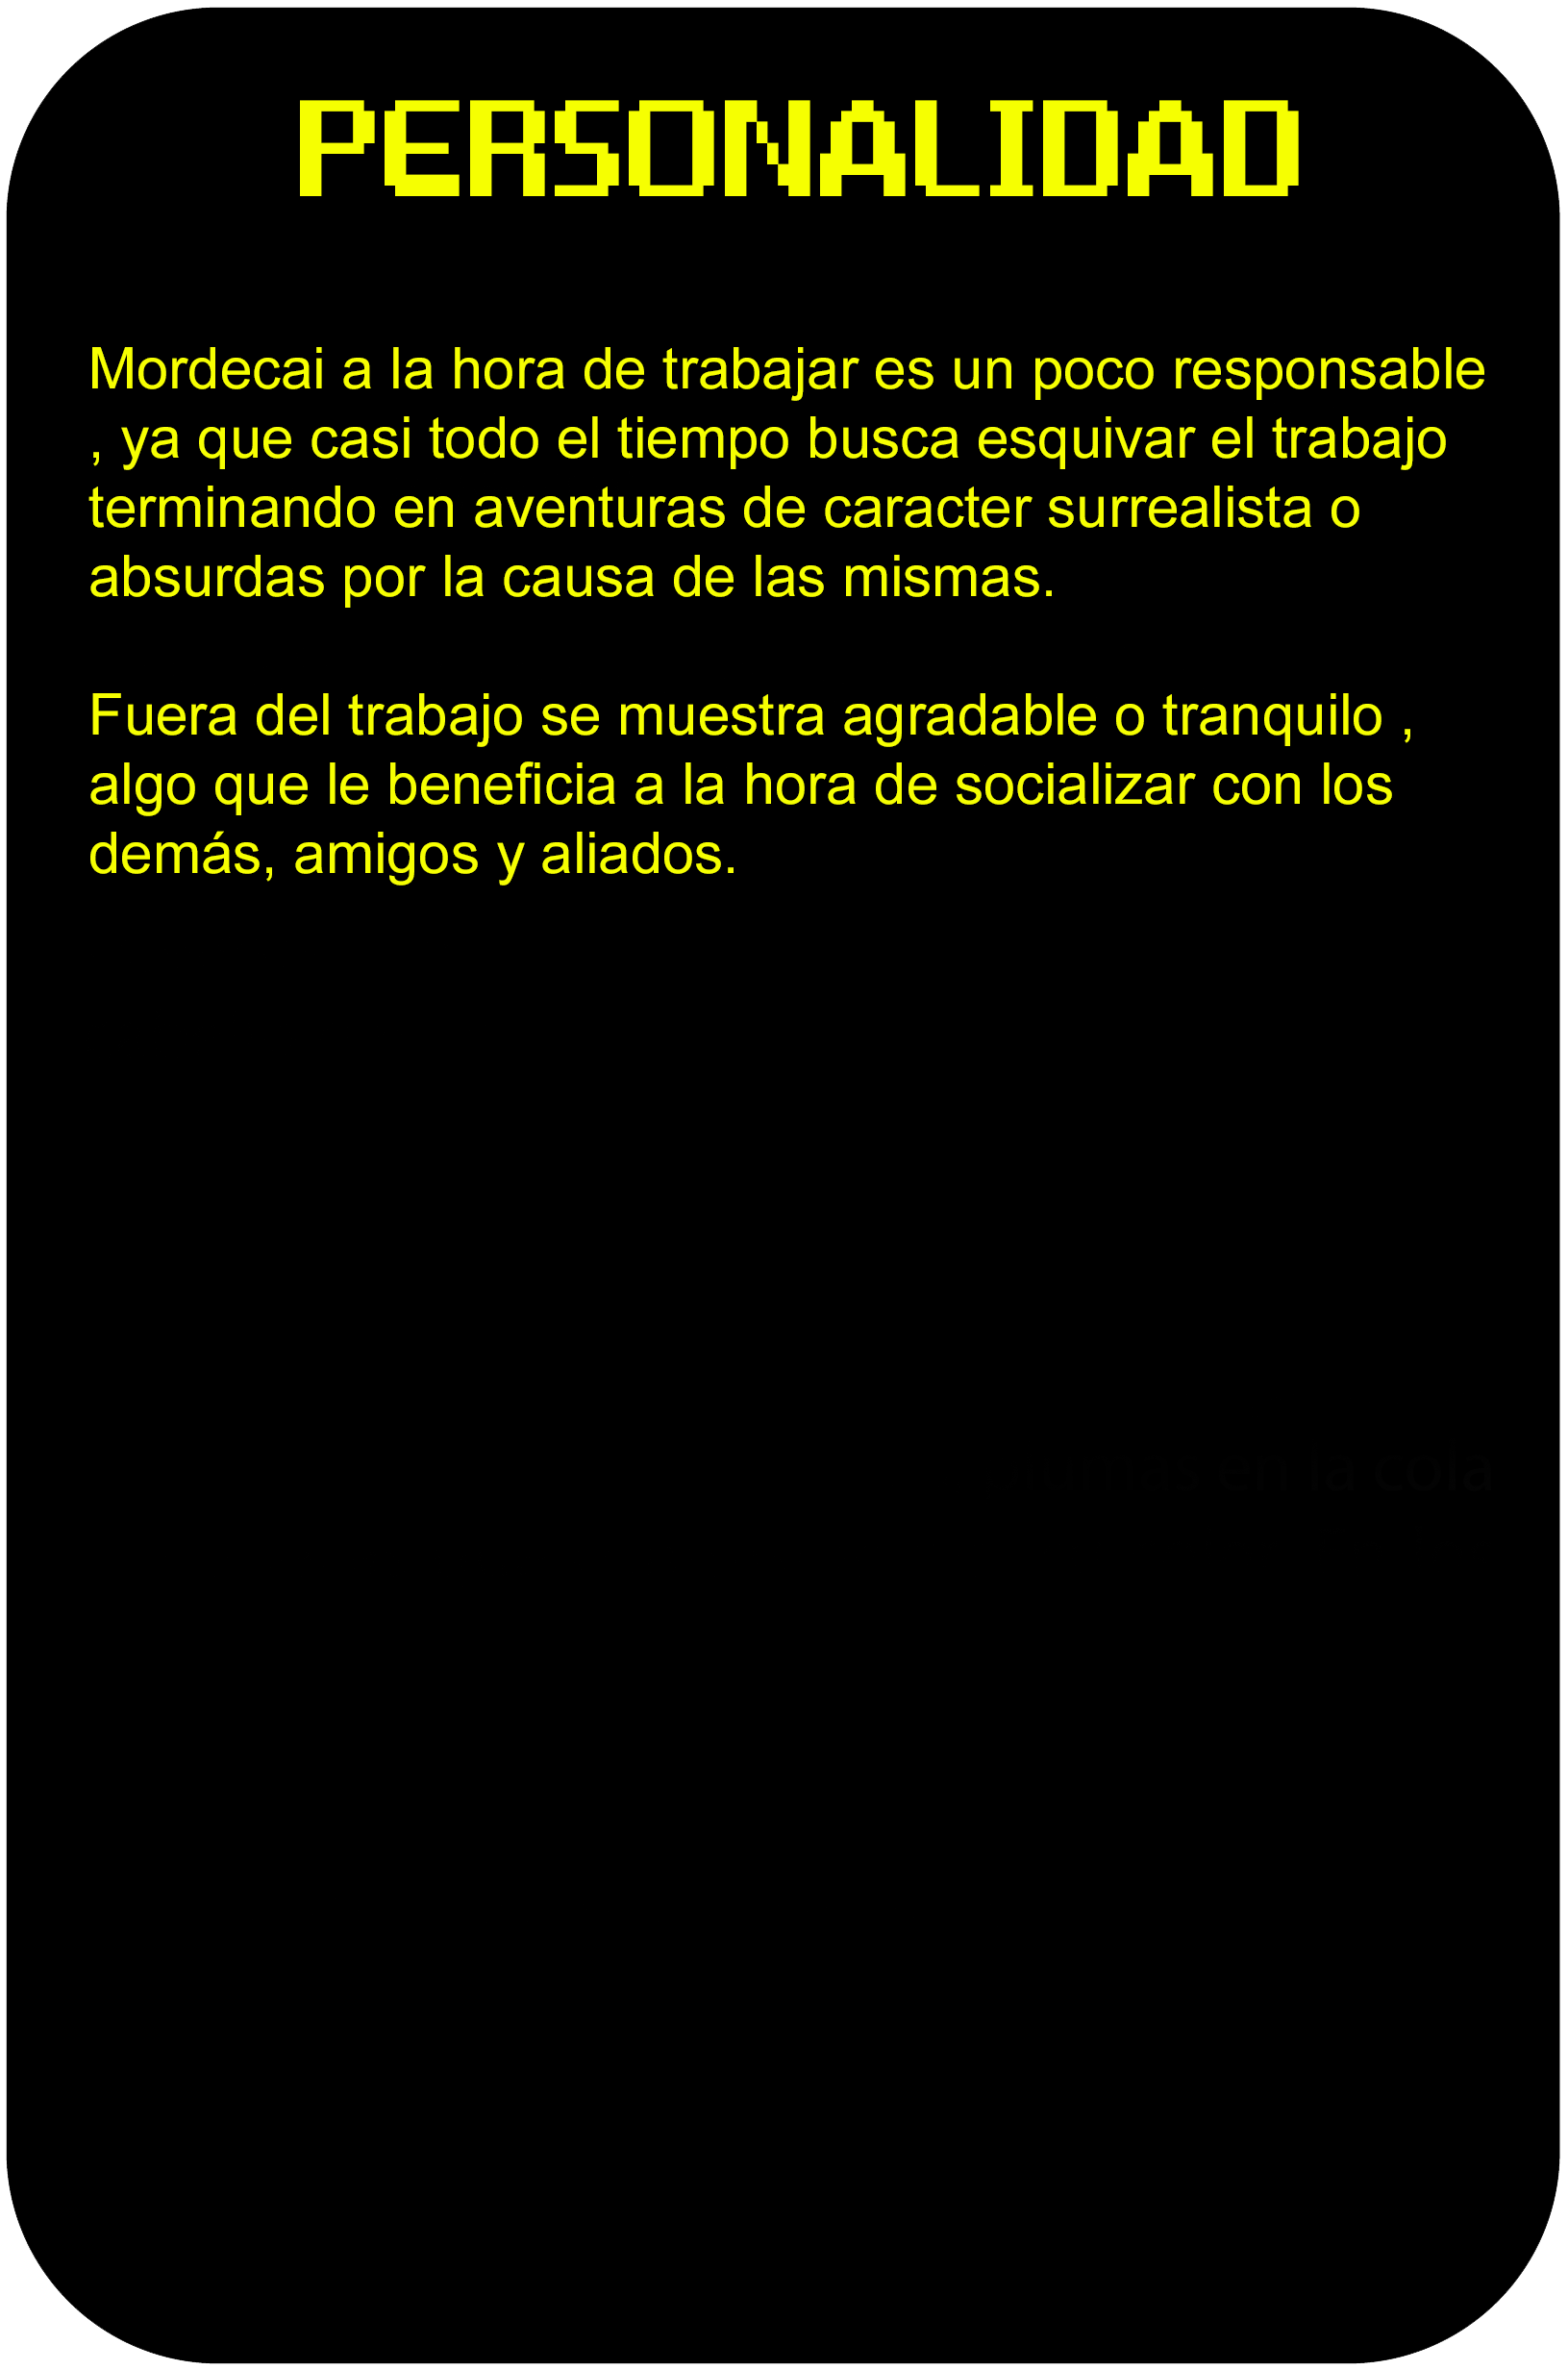 PERSONALIDAD
Mordecai a la hora de trabajar es un poco responsable
, ya que casi todo el tiempo busca esquivar el trabajo
terminando en aventuras de caracter surrealista o
absurdas por la causa de las mismas.
Fuera del trabajo se muestra agradable o tranquilo ,
algo que le beneficia a la hora de socializar con los
demás, amigos y aliados.
en la cola